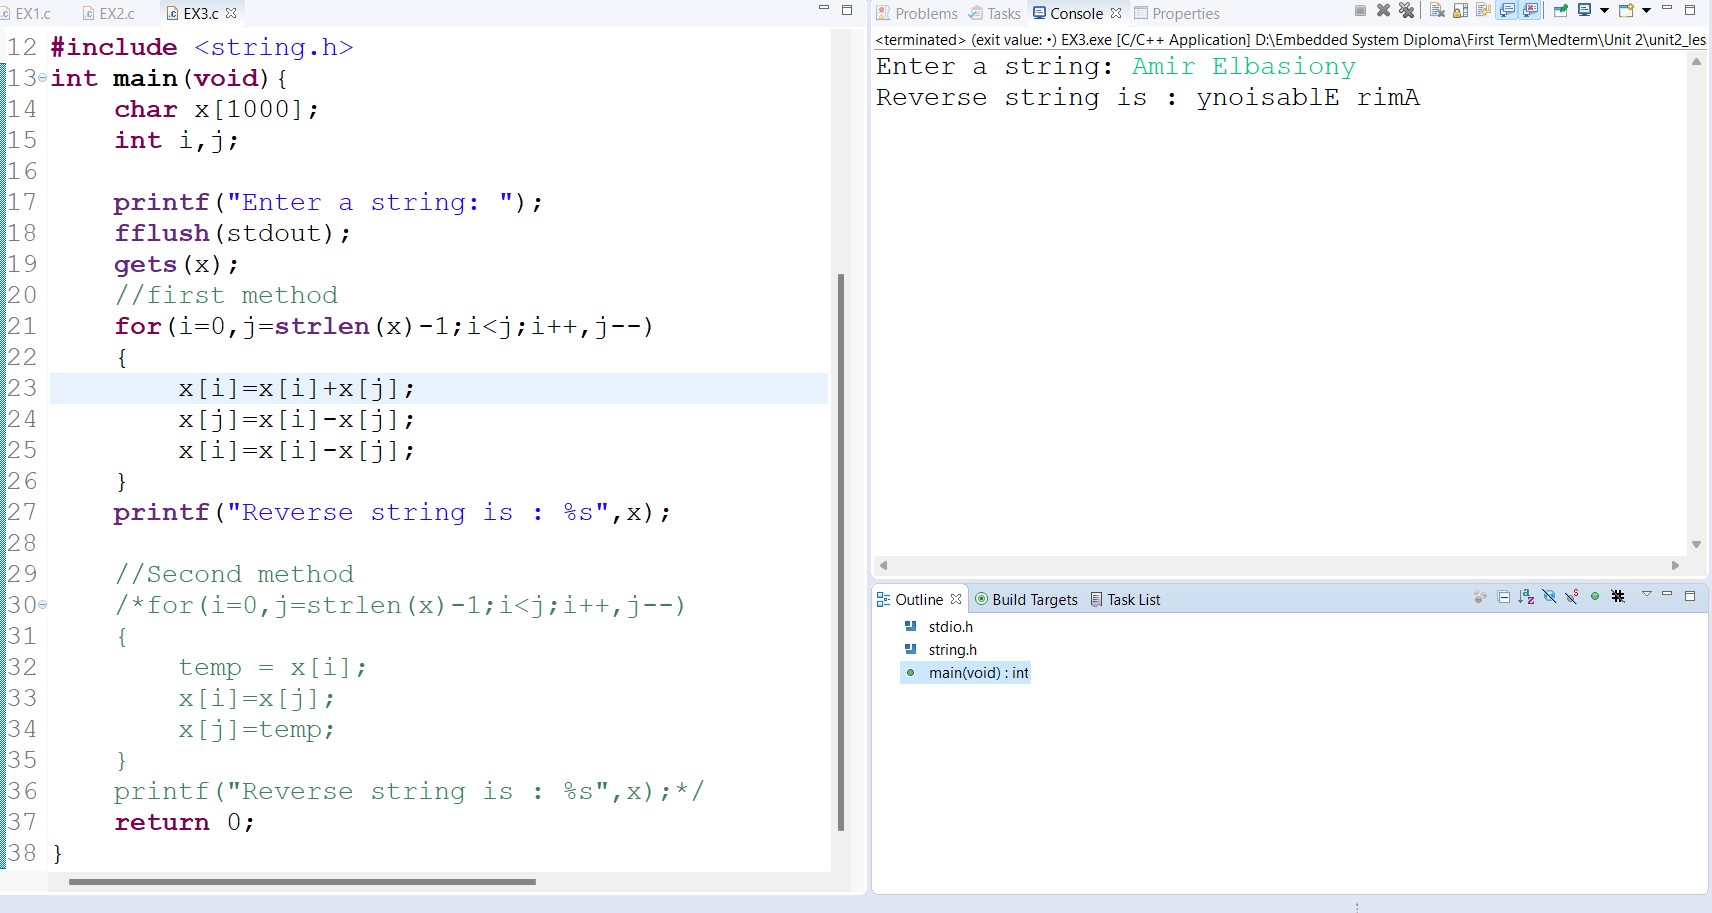 EX1.c EX2.c EX3.c
12 #include <string.h>
13 int main(void){
14 char x[1000];
15 int i,j;
16
17 printf("Enter a string: ");
18 fflush(stdout);
19 gets(x);
20 //first method
21 for(i=0,j=strlen(x)-1;i<j;i++,j--)
22 {
23 x[i]=x[i]+x[j];
24 x[j]=x[i]-x[j];
25 x[i]=x[i]-x[j];
26 }
27 printf("Reverse string is : %s",x);
28
29 //Second method
30 /*for(i=0,j=strlen(x)-1;i<j;i++,j--)
31 {
32 temp = x[i];
33 x[i]=x[j];
34 x[j]=temp;
35 }
36 printf("Reverse string is : %s",x);*/
37 return 0;
38 }
Problems Tasks Console Properties
<terminated> (exit value: •) EX3.exe [C/C++ Application] D:\Embedded System Diploma\First Term\Medterm\Unit 2\unit2_les
Enter a string: Amir Elbasiony
Reverse string is : ynoisablE rimA
Outline Build Targets Task List
stdio.h
string.h
main(void) : int